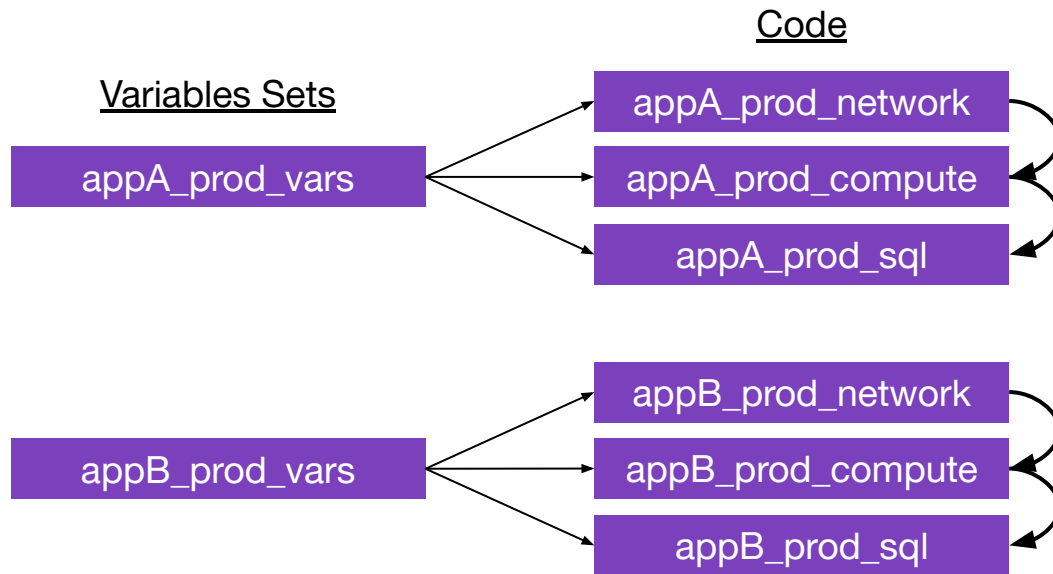 Code
Variables Sets
appA_prod_network
appA_prod_vars
appA_prod_compute
appA_prod_sql
appB_prod_network
appB_prod_vars
appB_prod_compute
appB_prod_sql